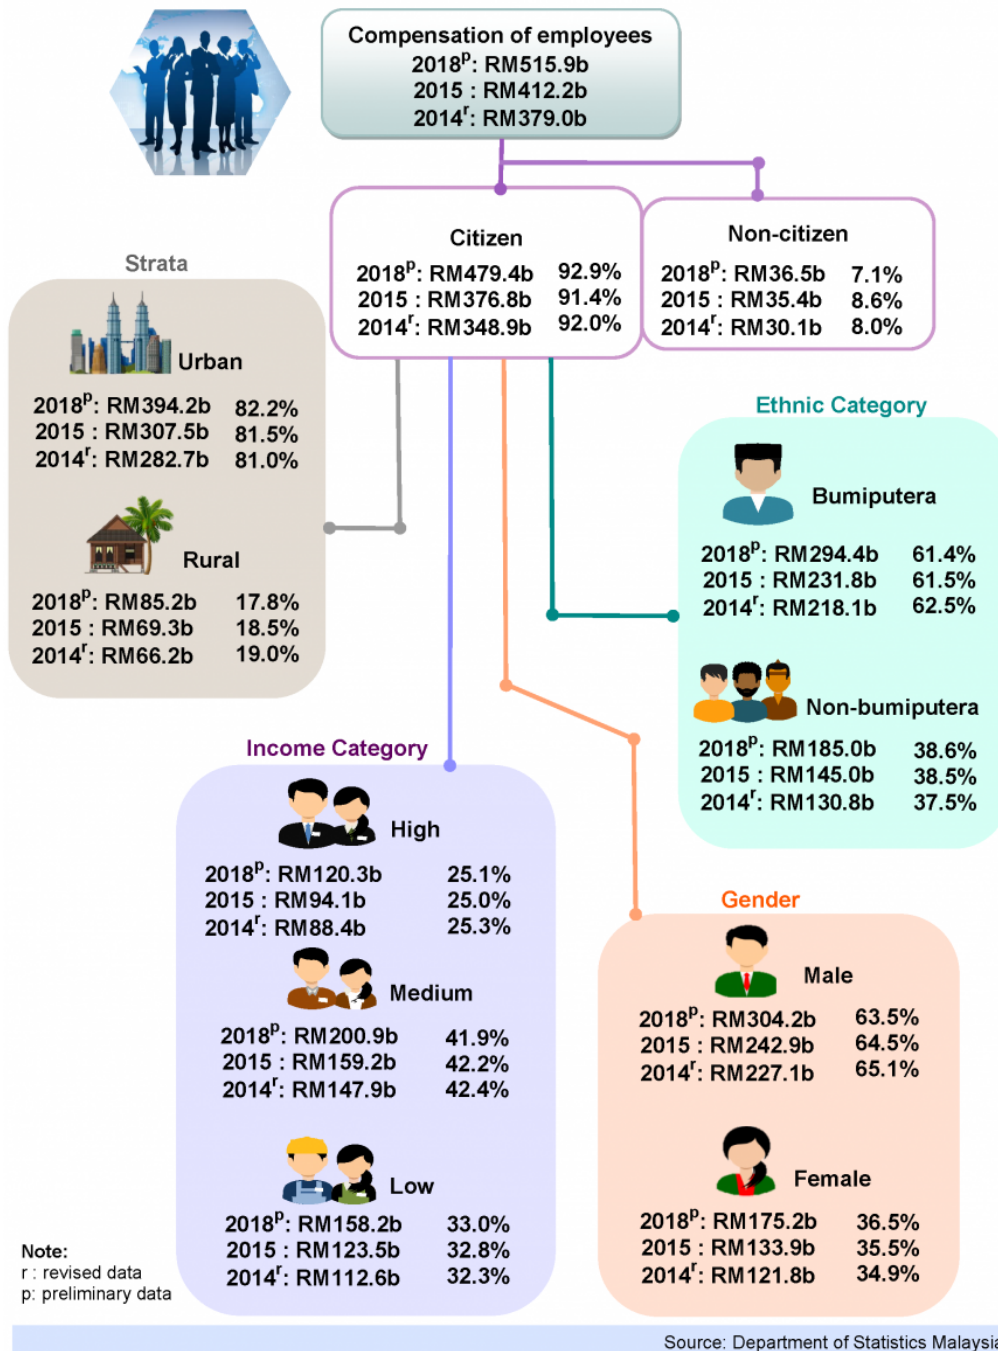 Compensation of employees
2018p: RM515.9b
2015 : RM412.2b
2014r: RM379.0b
Citizen
2018p: RM479.4b 92.9%
2015 : RM376.8b 91.4%
2014r: RM348.9b 92.0%
Non-citizen
2018p: RM36.5b 7.1%
2015 : RM35.4b 8.6%
2014r: RM30.1b 8.0%
Strata
Urban
2018p: RM394.2b 82.2%
2015 : RM307.5b 81.5%
2014r: RM282.7b 81.0%
Rural
2018p: RM85.2b 17.8%
2015 : RM69.3b 18.5%
2014r: RM66.2b 19.0%
Ethnic Category
Bumiputera
2018p: RM294.4b 61.4%
2015 : RM231.8b 61.5%
2014r: RM218.1b 62.5%
Non-bumiputera
2018p: RM185.0b 38.6%
2015 : RM145.0b 38.5%
2014r: RM130.8b 37.5%
Income Category
High
2018p: RM120.3b 25.1%
2015 : RM94.1b 25.0%
2014r: RM88.4b 25.3%
Medium
2018p: RM200.9b 41.9%
2015 : RM159.2b 42.2%
2014r: RM147.9b 42.4%
Low
2018p: RM158.2b 33.0%
2015 : RM123.5b 32.8%
2014r: RM112.6b 32.3%
Gender
Male
2018p: RM304.2b 63.5%
2015 : RM242.9b 64.5%
2014r: RM227.1b 65.1%
Female
2018p: RM175.2b 36.5%
2015 : RM133.9b 35.5%
2014r: RM121.8b 34.9%
Note:
r : revised data
p: preliminary data
Source: Department of Statistics Malaysia